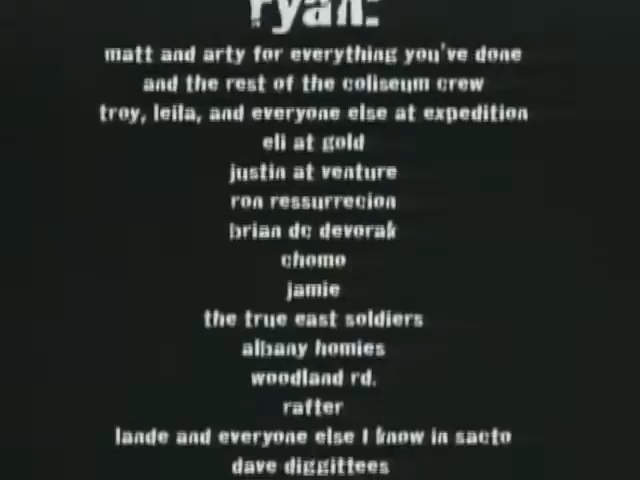 ryan:
matt and arty for everything you've done
and the rest of the coliseum crew
troy, leila, and everyone else at expedition
eli at gold
justin at venture
ron ressurrecion
brian dc devorak
chomo
jamie
the true east soldiers
albany homies
woodland rd.
rafter
lande and everyone else I know in sacto
dave diggittees